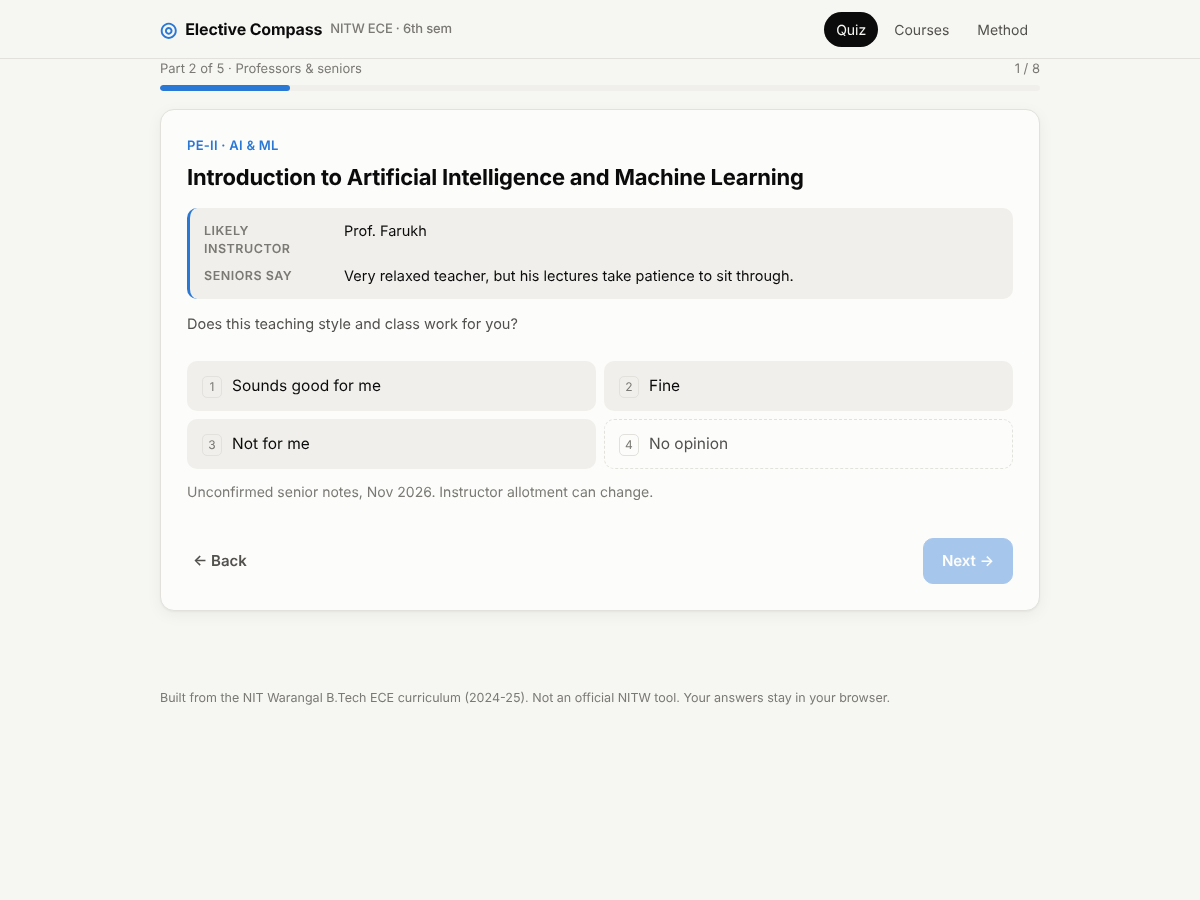 Elective Compass NITW ECE · 6th sem
Quiz Courses Method
Part 2 of 5 · Professors & seniors 1 / 8
PE-II · AI & ML
Introduction to Artificial Intelligence and Machine Learning
LIKELY INSTRUCTOR Prof. Farukh
SENIORS SAY Very relaxed teacher, but his lectures take patience to sit through.
Does this teaching style and class work for you?
1 Sounds good for me
2 Fine
3 Not for me
4 No opinion
Unconfirmed senior notes, Nov 2026. Instructor allotment can change.
← Back Next →
Built from the NIT Warangal B.Tech ECE curriculum (2024-25). Not an official NITW tool. Your answers stay in your browser.